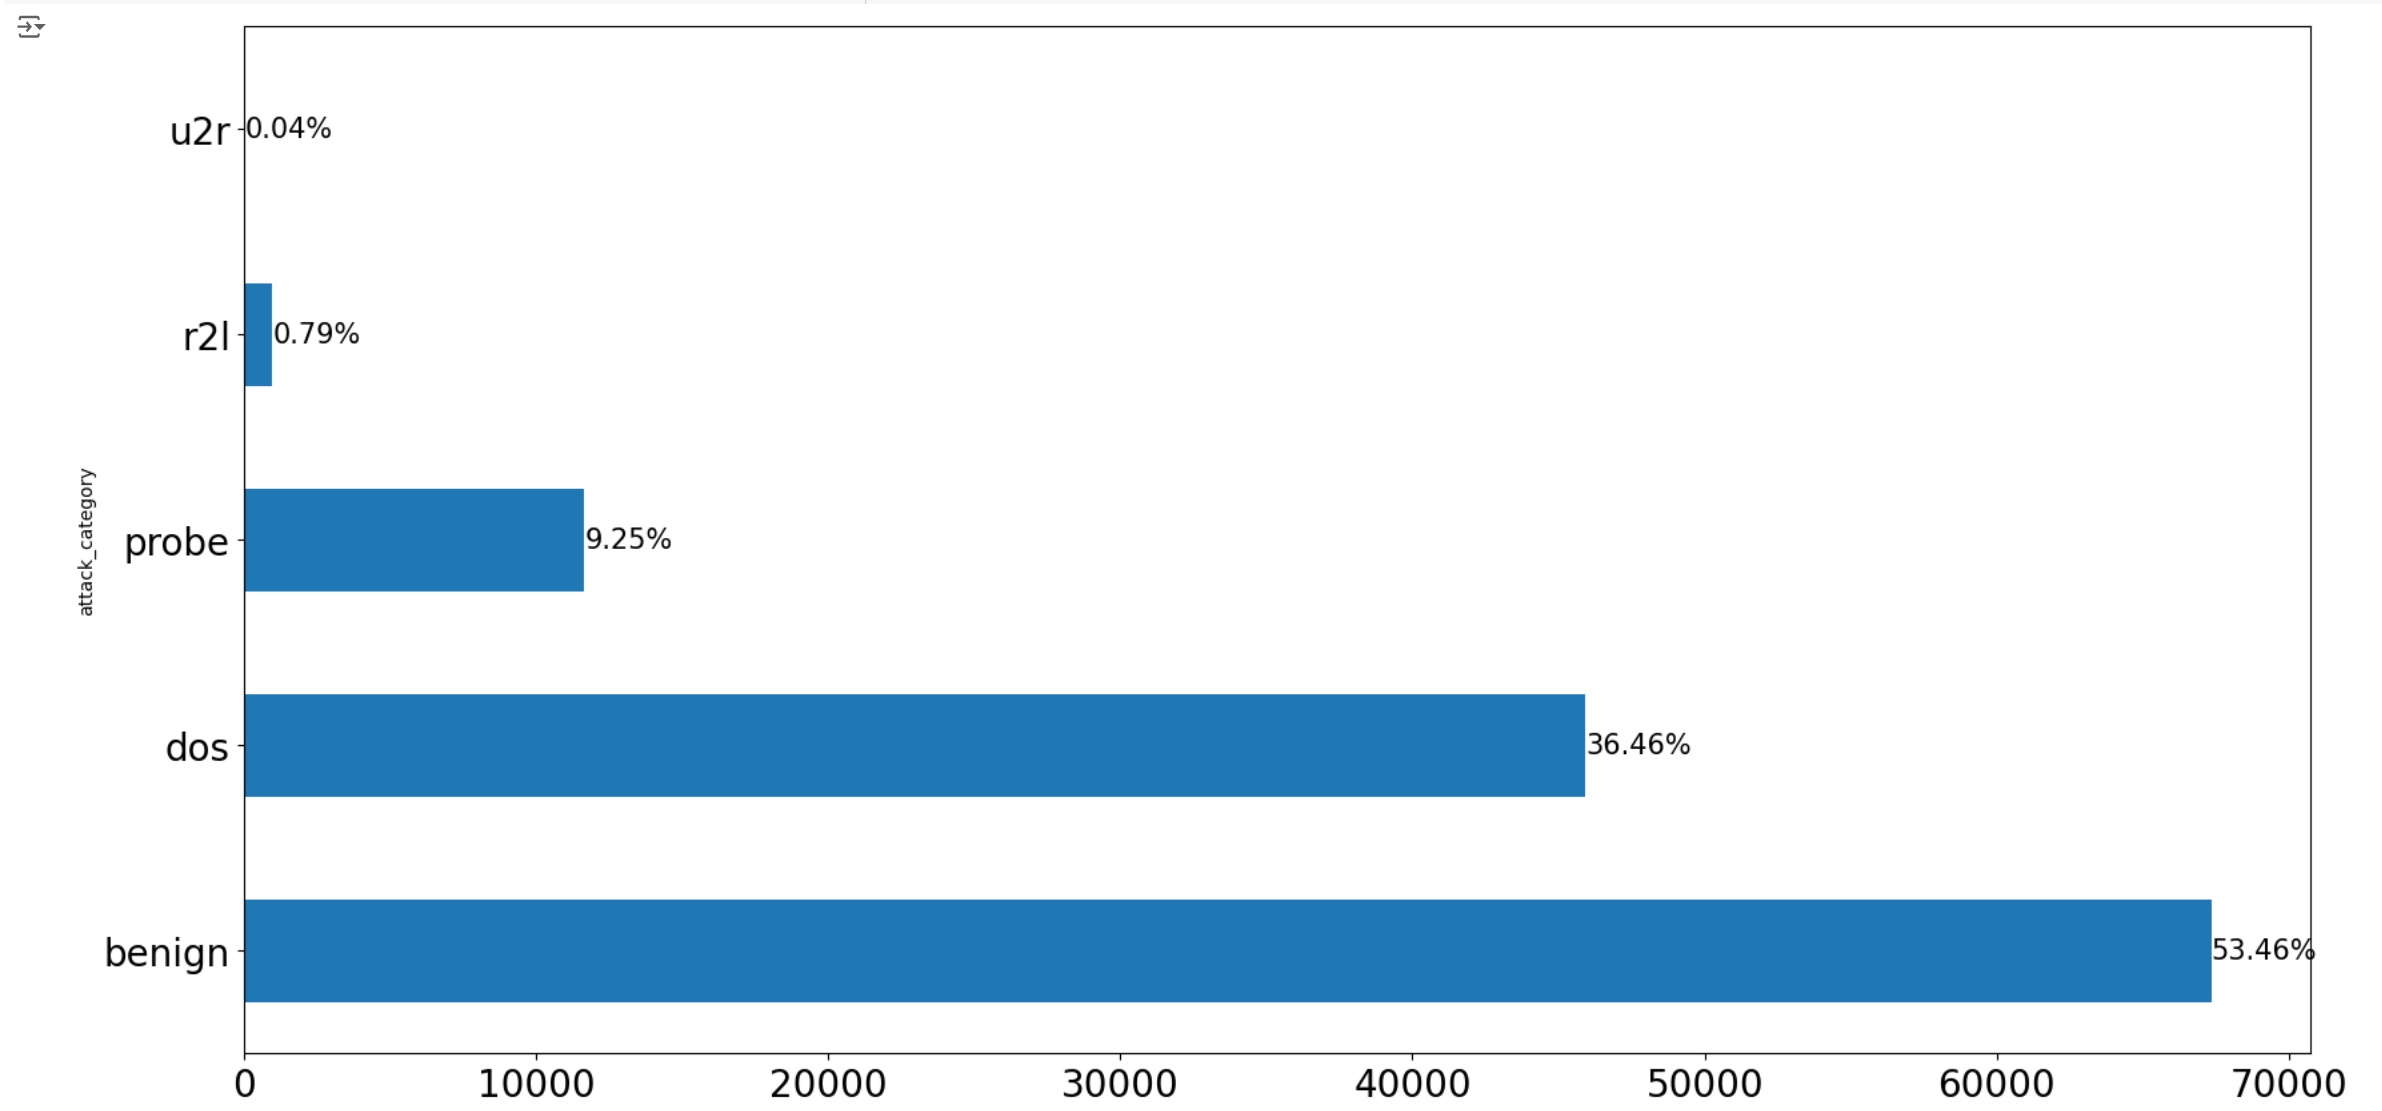 u2r 0.04%
r2l 0.79%
attack_category
probe 9.25%
dos 36.46%
benign 53.46%
0 10000 20000 30000 40000 50000 60000 70000